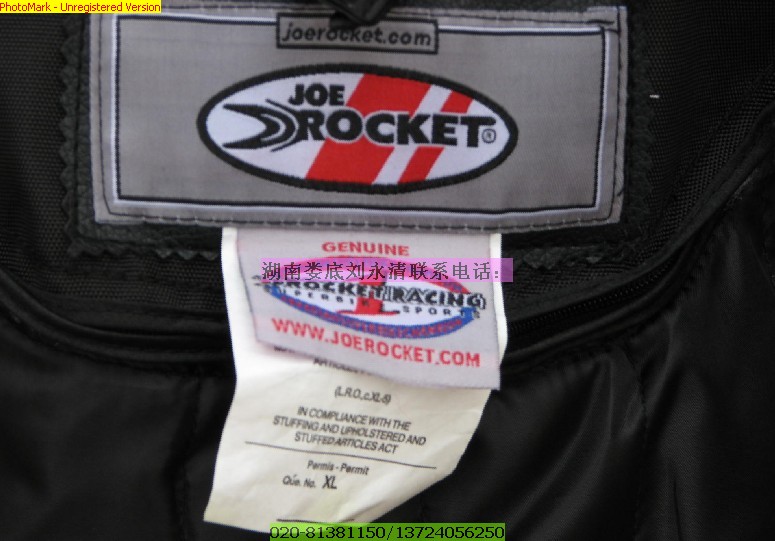 PhotoMark - Unregistered Version
joerocket.com
JOE
ROCKET®
GENUINE
湖南娄底刘永清联系电话:
ROCKET RACING
SPORTS
WWW.JOEROCKET.COM
IN COMPLIANCE WITH THE
STUFFING AND UPHOLSTERED AND
STUFFED ARTICLES ACT
Permis - Permit
Que. No. XL
020-81381150/13724056250